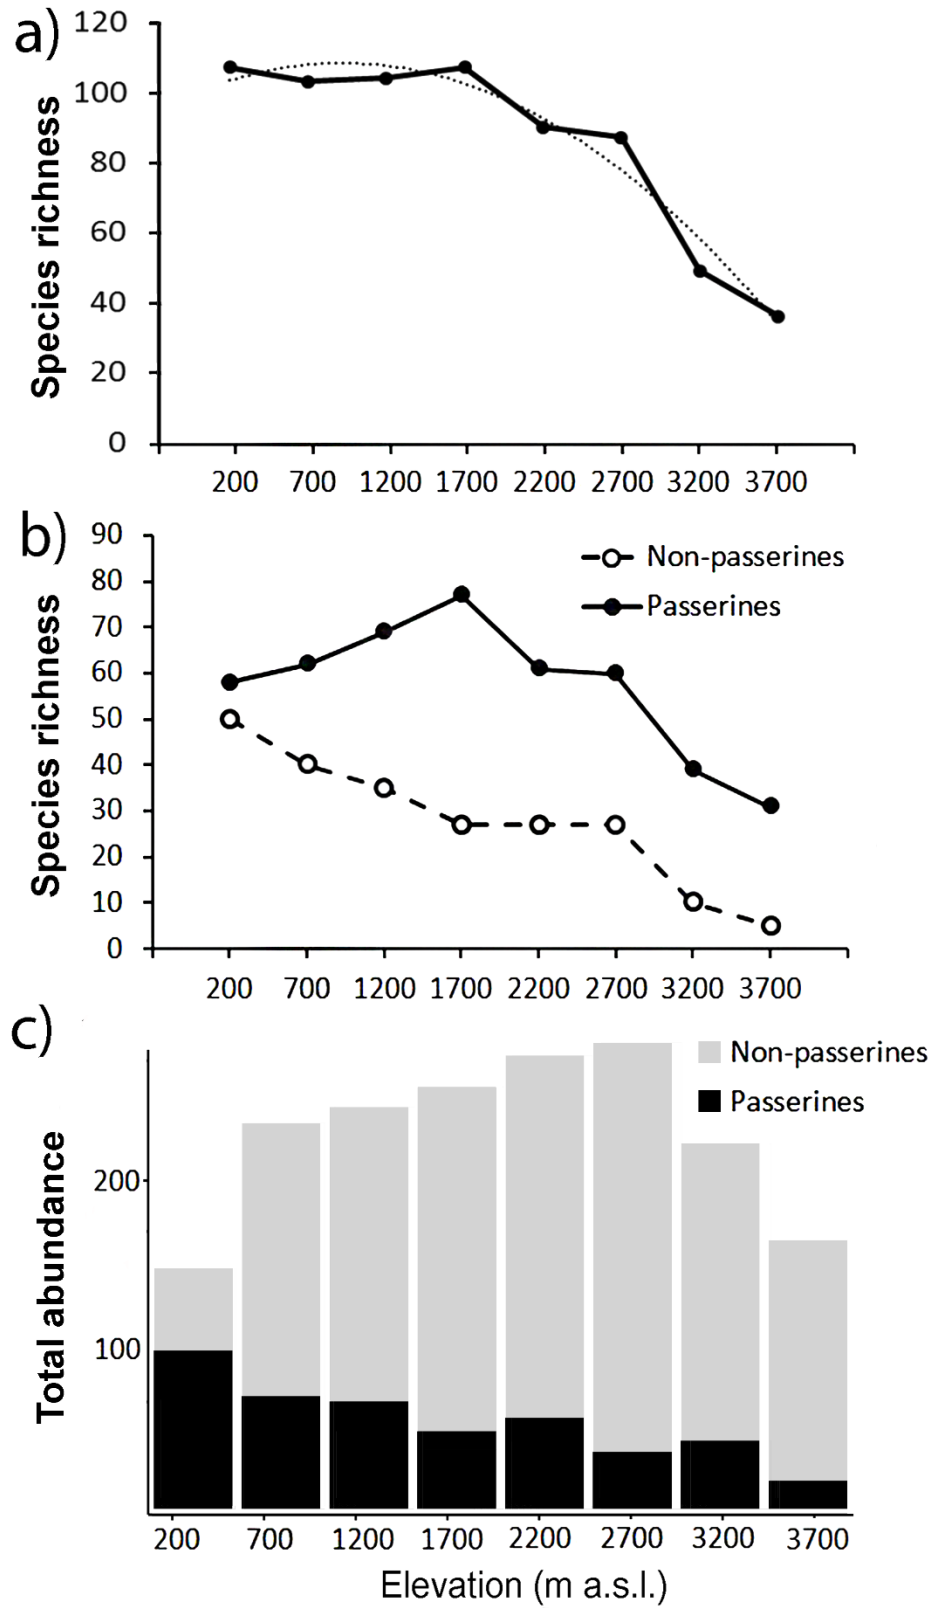 a)
Species richness
120
100
80
60
40
20
0
200 700 1200 1700 2200 2700 3200 3700
b)
Species richness
90
80
70
60
50
40
30
20
10
0
Non-passerines
Passerines
200 700 1200 1700 2200 2700 3200 3700
c)
Total abundance
200
100
Non-passerines
Passerines
200 700 1200 1700 2200 2700 3200 3700
Elevation (m a.s.l.)